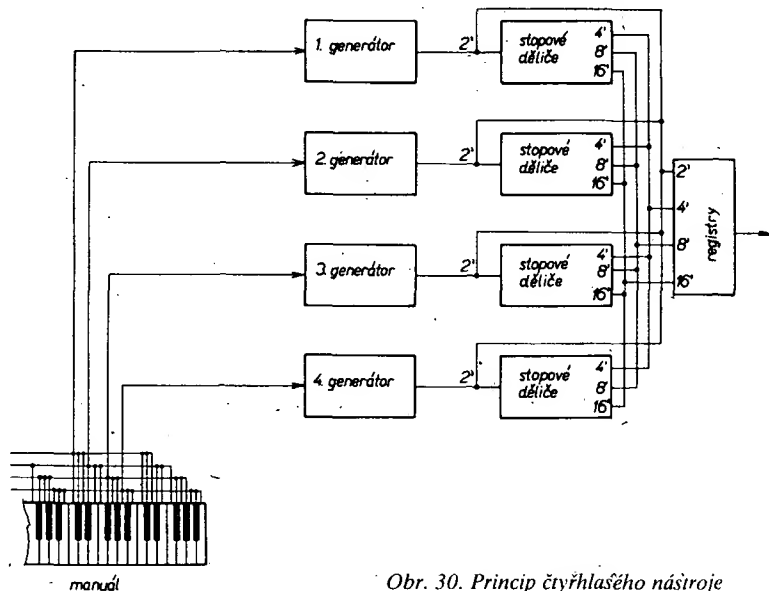 1. generátor
2'
stopové
děliče
4'
8'
16'
2. generátor
2'
stopové
děliče
4'
8'
16'
3. generátor
2'
stopové
děliče
4'
8'
16'
4. generátor
2'
stopové
děliče
4'
8'
16'
2'
4'
8'
16'
registry
manuál
Obr. 30. Princip čtyřhlasého nástroje